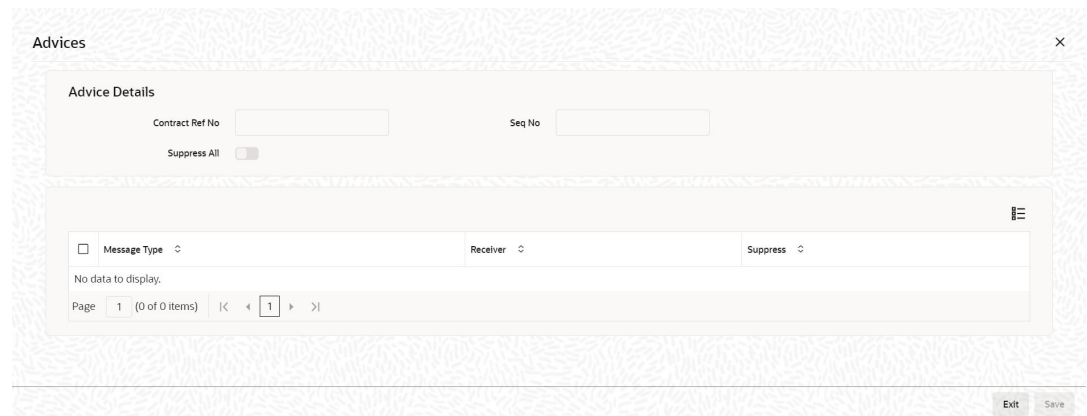 Advices
Advice Details
Contract Ref No
Seq No
Suppress All
Message Type
Receiver
Suppress
No data to display.
Page 1 (0 of 0 items) 1
Exit
Save